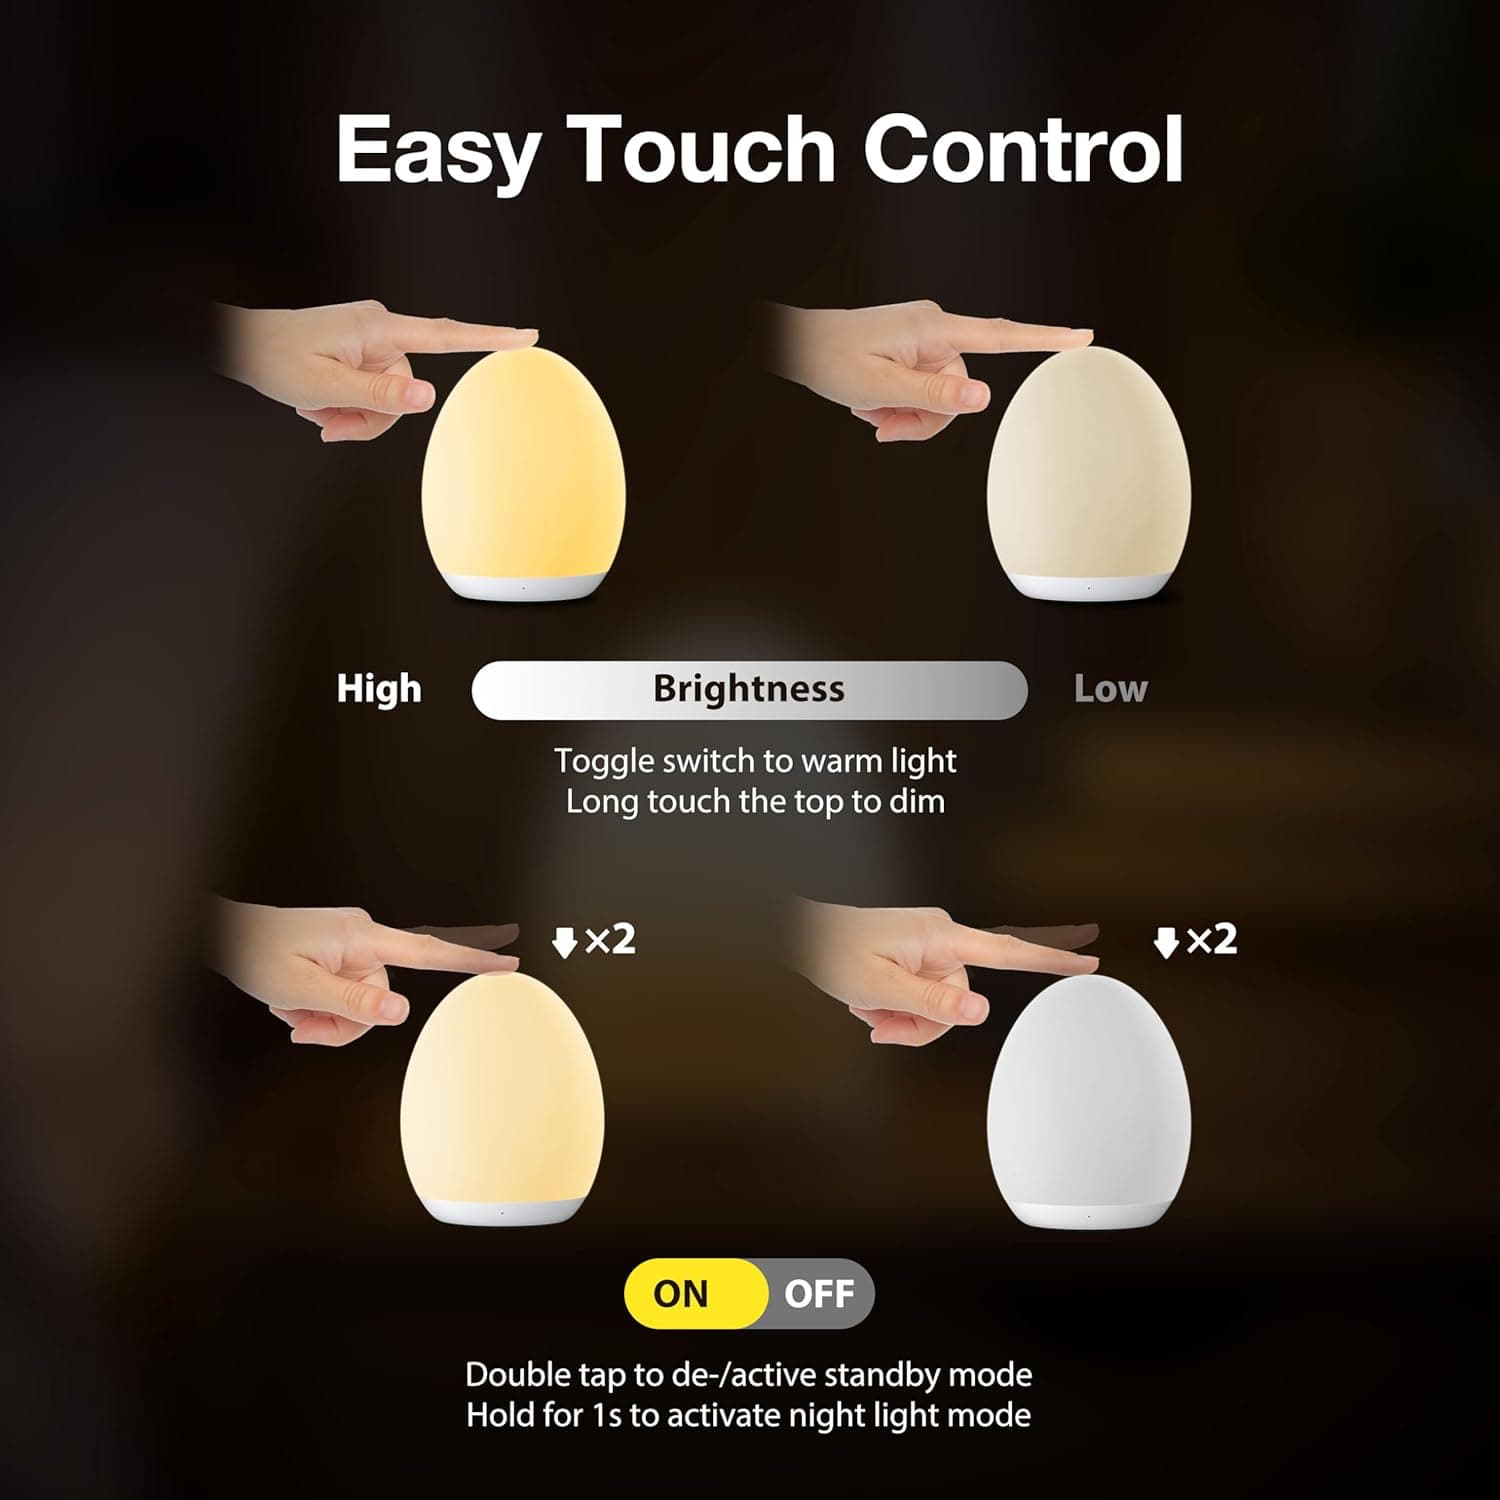 Easy Touch Control
High Brightness Low
Toggle switch to warm light
Long touch the top to dim
×2 ×2
ON OFF
Double tap to de-/active standby mode
Hold for 1s to activate night light mode